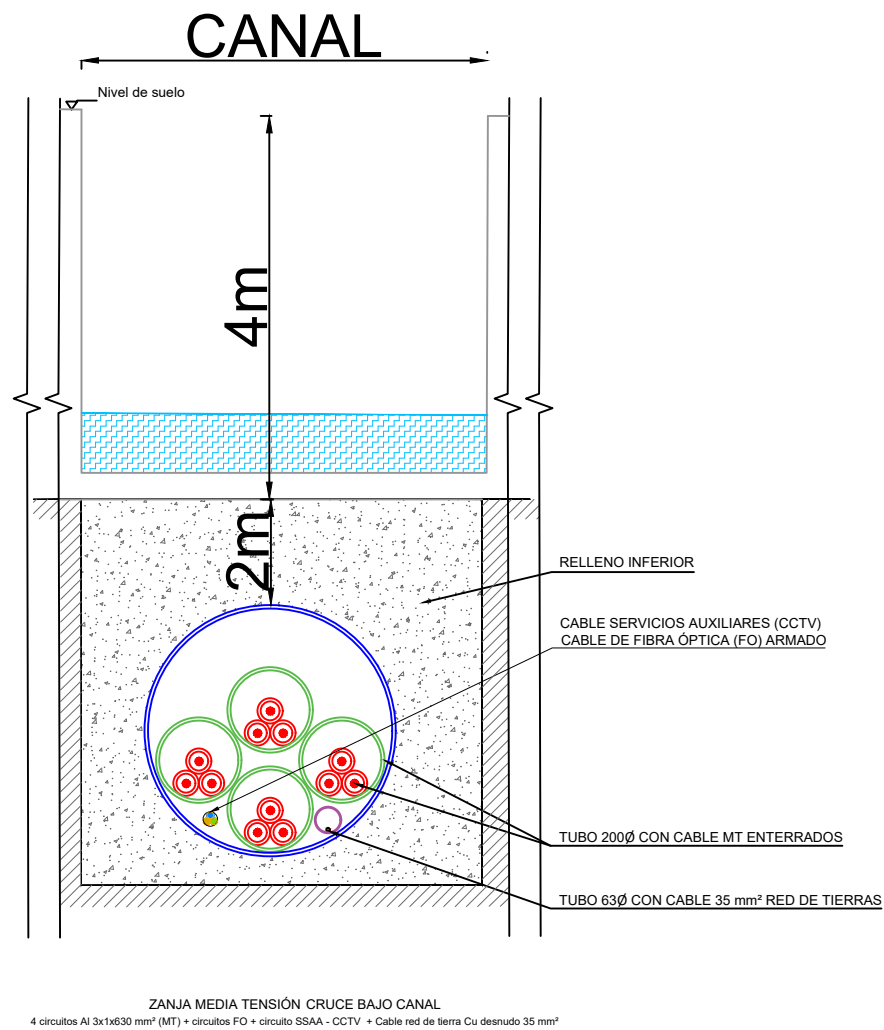 CANAL
Nivel de suelo
4m
2m
RELLENO INFERIOR
CABLE SERVICIOS AUXILIARES (CCTV)
CABLE DE FIBRA ÓPTICA (FO) ARMADO
TUBO 200Ø CON CABLE MT ENTERRADOS
TUBO 63Ø CON CABLE 35 mm² RED DE TIERRAS
ZANJA MEDIA TENSIÓN CRUCE BAJO CANAL
4 circuitos Al 3x1x630 mm² (MT) + circuitos FO + circuito SSAA - CCTV + Cable red de tierra Cu desnudo 35 mm²